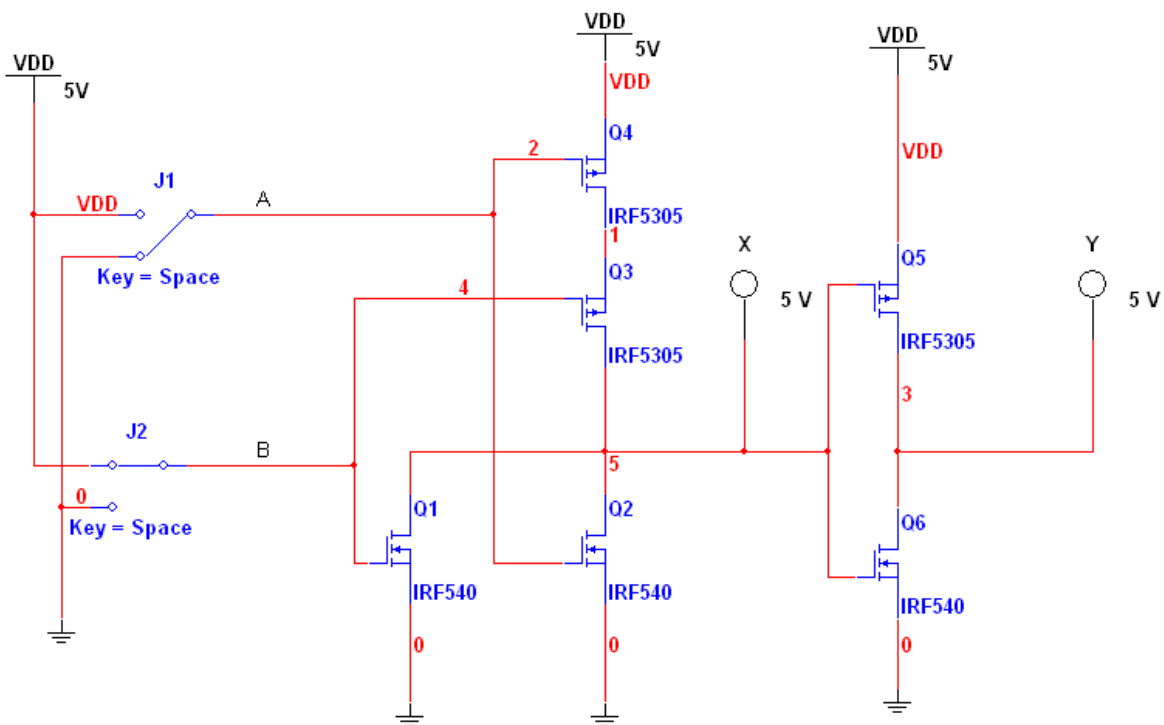 VDD
5V
VDD
5V
VDD
5V
VDD
Q4
2
J1
VDD
VDD
A
IRF5305
1
X
Y
Q3
Q5
Key = Space
4
5 V
5 V
IRF5305
IRF5305
3
J2
B
5
0
Q1
Q2
Q6
Key = Space
IRF540
IRF540
IRF540
0
0
0